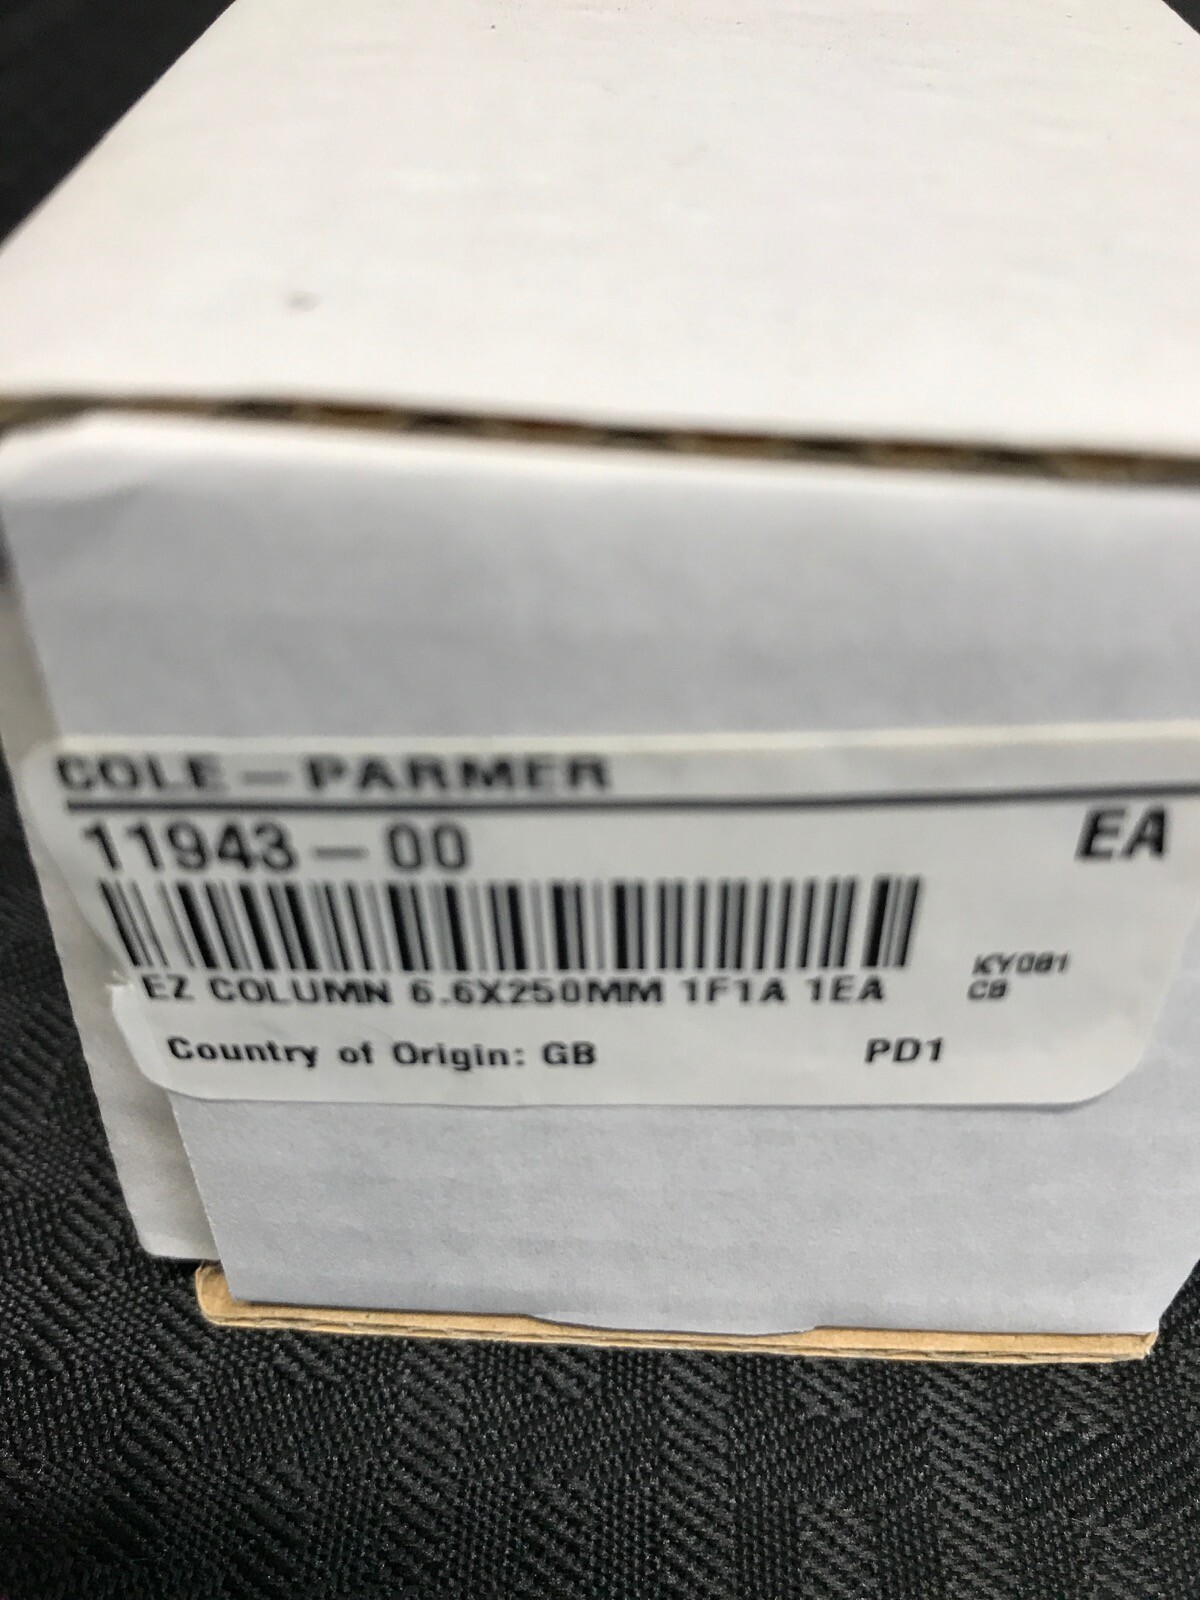 COLE-PARMER
11943-00
EA
EZ COLUMN 6.6X250MM 1F1A 1EA
KY081
CB
Country of Origin: GB
PD1